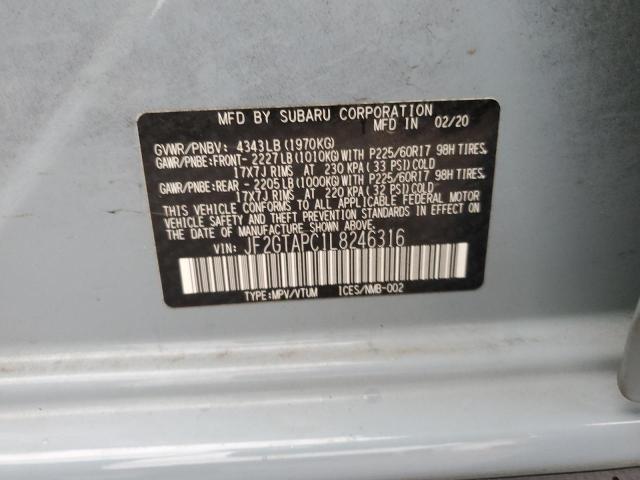 MFD BY SUBARU CORPORATION
MFD IN 02/20
GVWR/PNBV: 4343LB (1970KG)
GAWR/PNBE:FRONT- 2227LB(1010KG)WITH P225/60R17 98H TIRES,
17X7J RIMS AT 230 KPA(33 PSI)COLD
GAWR/PNBE:REAR - 2205LB(1000KG)WITH P225/60R17 98H TIRES,
17X7J RIMS AT 220 KPA(32 PSI)COLD
THIS VEHICLE CONFORMS TO ALL APPLICABLE FEDERAL MOTOR
VEHICLE SAFETY AND THEFT PREVENTION STANDARDS IN EFFECT ON
THE DATE OF MANUFACTURE SHOWN ABOVE.
VIN: JF2GTAPC1L8246316
TYPE:MPV/VTUM ICES/NMB-002